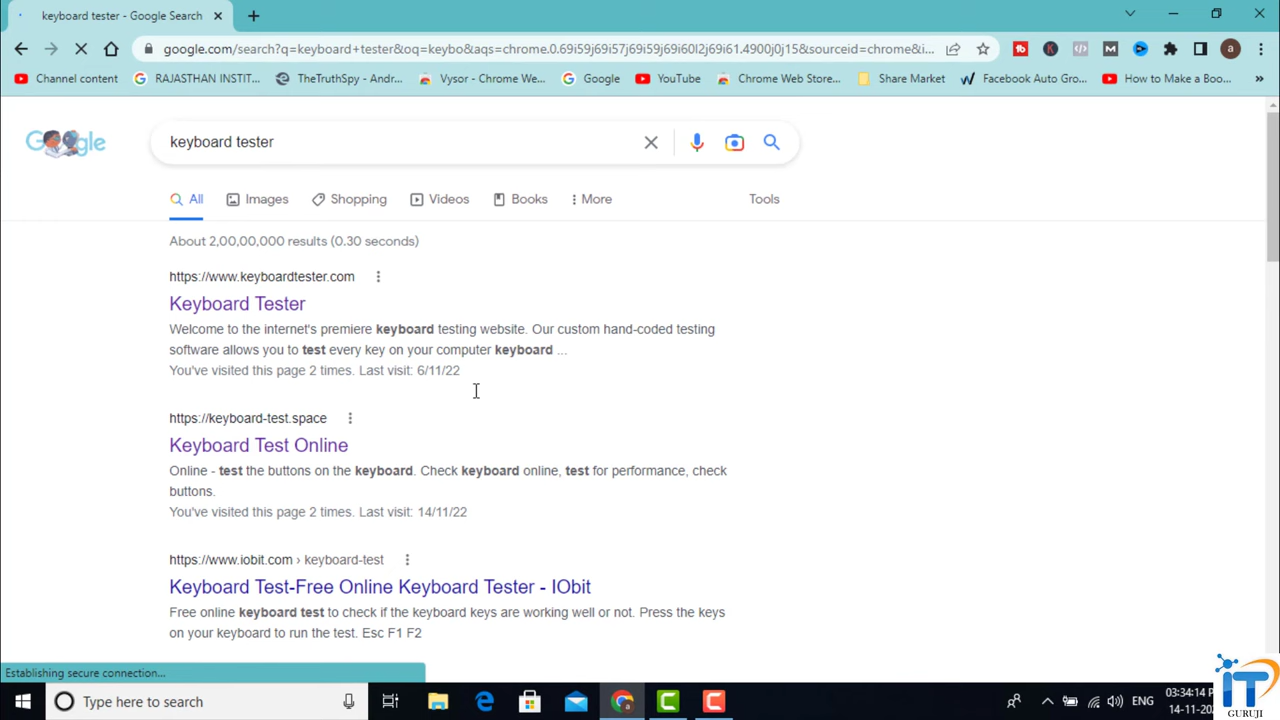 keyboard tester - Google Search
google.com/search?q=keyboard+tester&oq=keybo&aqs=chrome.0.69i59j69i57j69i59j69i60l2j69i61.4900j0j15&sourceid=chrome&i...
Channel content RAJASTHAN INSTIT... TheTruthSpy - Andr... Vysor - Chrome We... Google YouTube Chrome Web Store... Share Market Facebook Auto Gro... How to Make a Boo...
Google keyboard tester
All Images Shopping Videos Books More Tools
About 2,00,00,000 results (0.30 seconds)
https://www.keyboardtester.com
Keyboard Tester
Welcome to the internet's premiere keyboard testing website. Our custom hand-coded testing
software allows you to test every key on your computer keyboard ...
You've visited this page 2 times. Last visit: 6/11/22
https://keyboard-test.space
Keyboard Test Online
Online - test the buttons on the keyboard. Check keyboard online, test for performance, check
buttons.
You've visited this page 2 times. Last visit: 14/11/22
https://www.iobit.com › keyboard-test
Keyboard Test-Free Online Keyboard Tester - IObit
Free online keyboard test to check if the keyboard keys are working well or not. Press the keys
on your keyboard to run the test. Esc F1 F2
Establishing secure connection...
Type here to search
ENG
03:34:14
14-11-
iT
GURUJI